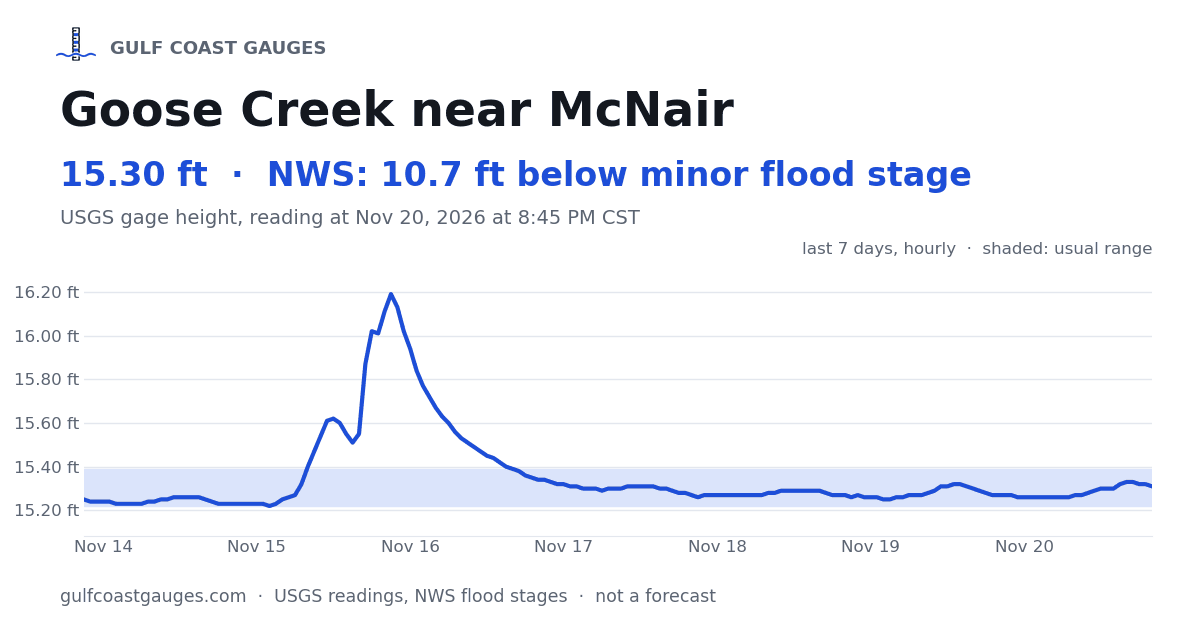 GULF COAST GAUGES
Goose Creek near McNair
15.30 ft · NWS: 10.7 ft below minor flood stage
USGS gage height, reading at Nov 20, 2026 at 8:45 PM CST
last 7 days, hourly · shaded: usual range
16.20 ft
16.00 ft
15.80 ft
15.60 ft
15.40 ft
15.20 ft
Nov 14 Nov 15 Nov 16 Nov 17 Nov 18 Nov 19 Nov 20
gulfcoastgauges.com · USGS readings, NWS flood stages · not a forecast